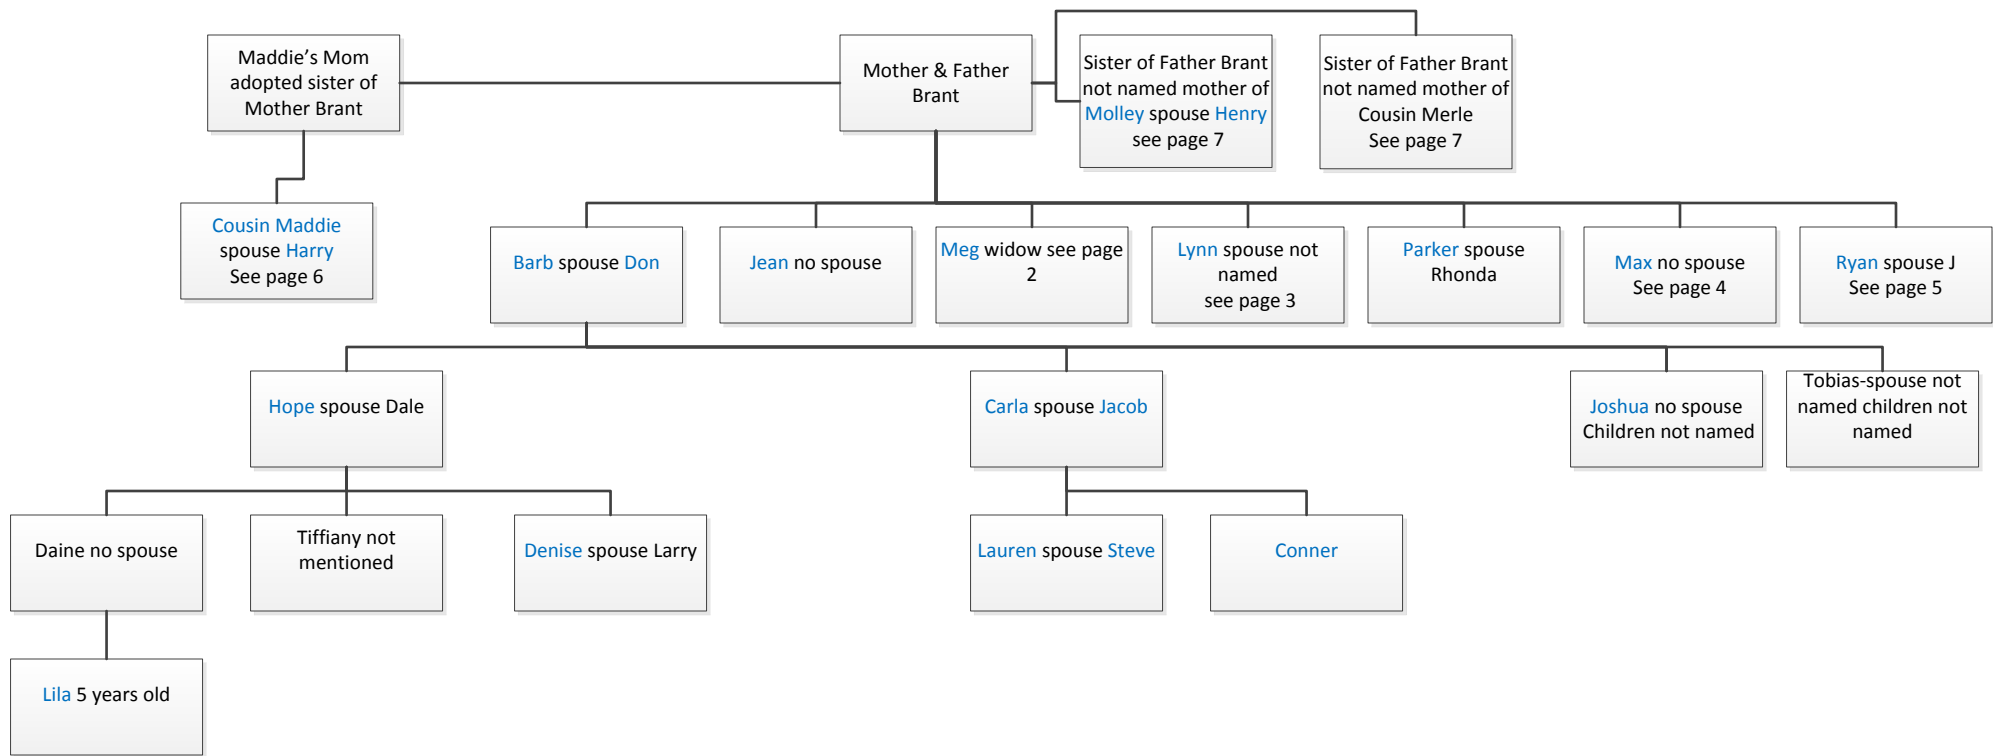 Maddie’s Mom
adopted sister of
Mother Brant
Mother & Father
Brant
Sister of Father Brant
not named mother of
Molley spouse Henry
see page 7
Sister of Father Brant
not named mother of
Cousin Merle
See page 7
Cousin Maddie
spouse Harry
See page 6
Barb spouse Don
Jean no spouse
Meg widow see page
2
Lynn spouse not
named
see page 3
Parker spouse
Rhonda
Max no spouse
See page 4
Ryan spouse J
See page 5
Hope spouse Dale
Carla spouse Jacob
Joshua no spouse
Children not named
Tobias-spouse not
named children not
named
Daine no spouse
Tiffiany not
mentioned
Denise spouse Larry
Lauren spouse Steve
Conner
Lila 5 years old